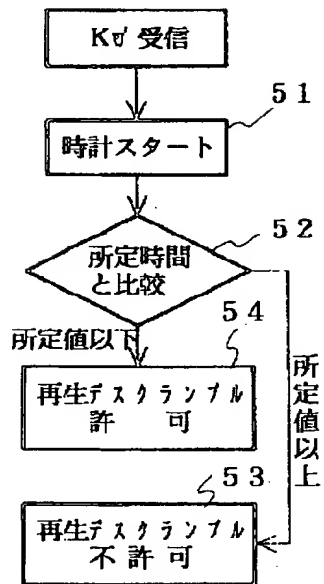 受信
51
時計スタート
52
所定時間
と比較
所定値以下
54
再生デスクランブル
許 可
所定値以上
53
再生デスクランブル
不許可